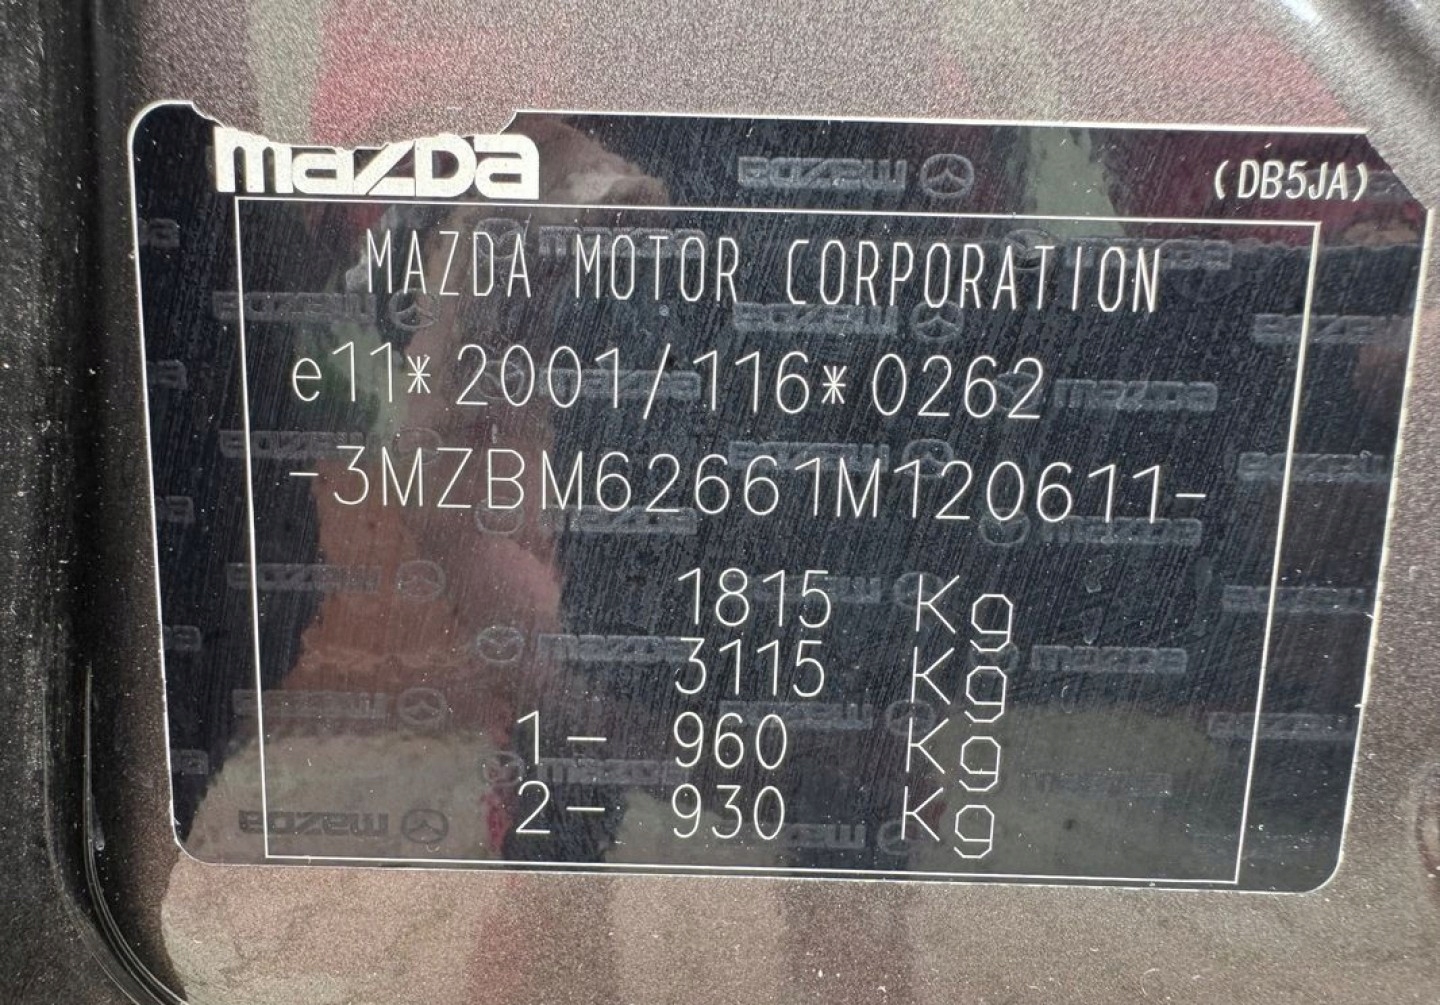 mazda
(DB5JA)
MAZDA MOTOR CORPORATION
e11*2001/116*0262
-3MZBM62661M120611-
1815 Kg
3115 Kg
1- 960 Kg
2- 930 Kg